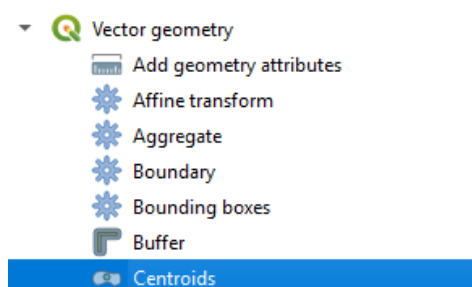 Vector geometry
Add geometry attributes
Affine transform
Aggregate
Boundary
Bounding boxes
Buffer
Centroids